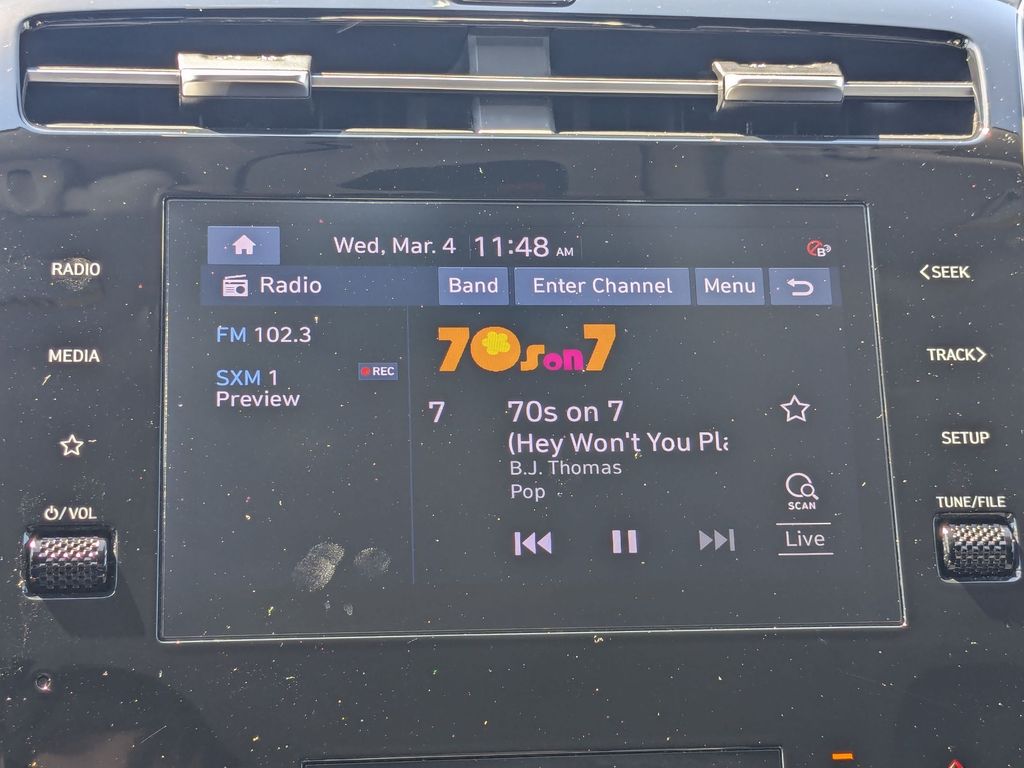 Wed, Mar. 4 11:48 AM
B
RADIO
Radio
Band
Enter Channel
Menu
<SEEK
FM 102.3
70s on 7
MEDIA
TRACK>
SXM 1
REC
Preview
7
70s on 7
(Hey Won't You Pla
B.J. Thomas
Pop
SETUP
SCAN
TUNE/FILE
/VOL
Live